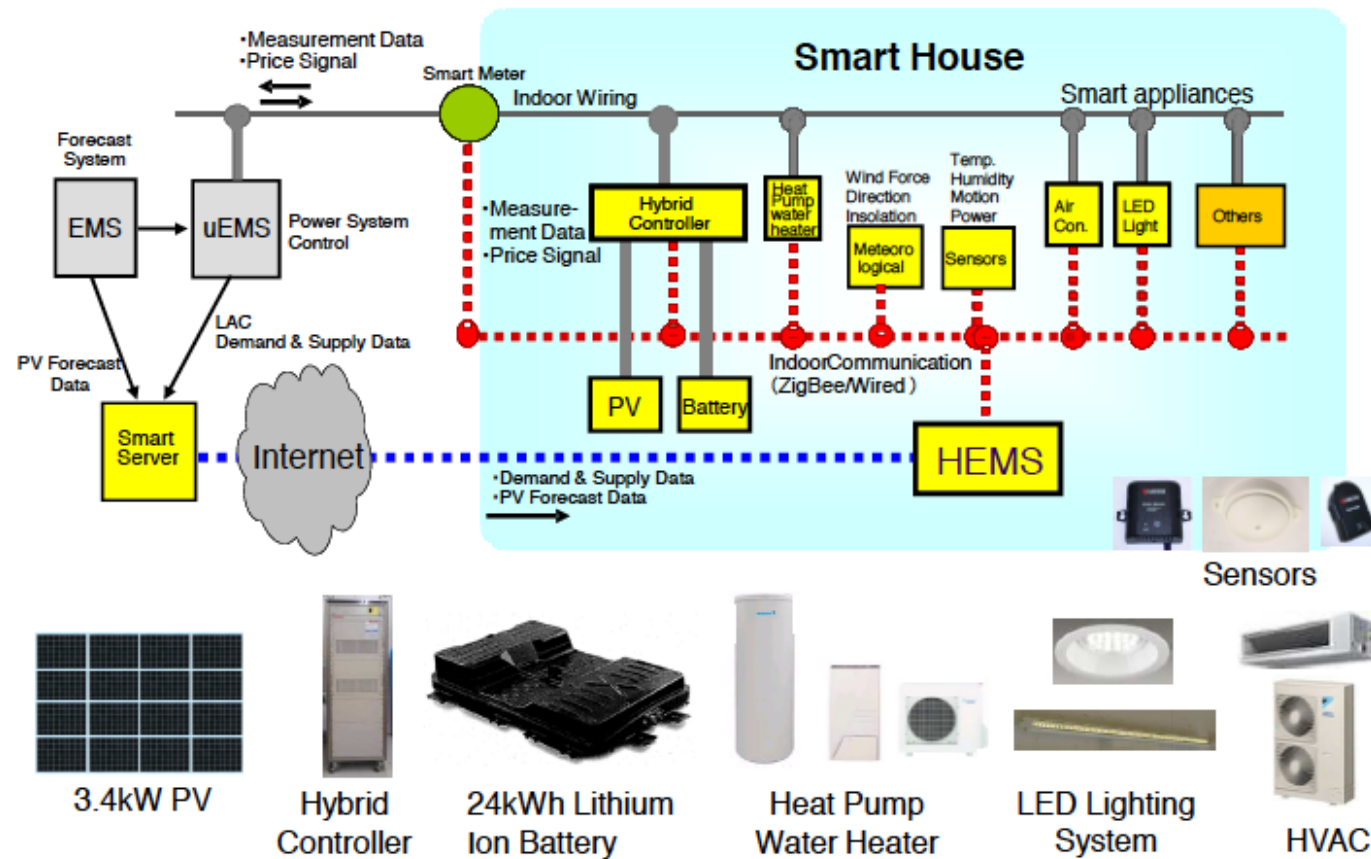 •Measurement Data
•Price Signal
Smart Meter
Indoor Wiring
Smart House
Smart appliances
Forecast
System
EMS
uEMS
Power System
Control
•Measure-
ment Data
•Price Signal
Hybrid
Controller
Heat
Pump
water
heater
Wind Force
Direction
Insolation
Meteoro
logical
Temp.
Humidity
Motion
Power
Sensors
Air
Con.
LED
Light
Others
LAC
Demand & Supply Data
PV Forecast
Data
IndoorCommunication
(ZigBee/Wired )
PV
Battery
Smart
Server
Internet
HEMS
•Demand & Supply Data
•PV Forecast Data
Sensors
3.4kW PV
Hybrid
Controller
24kWh Lithium
Ion Battery
Heat Pump
Water Heater
LED Lighting
System
HVAC